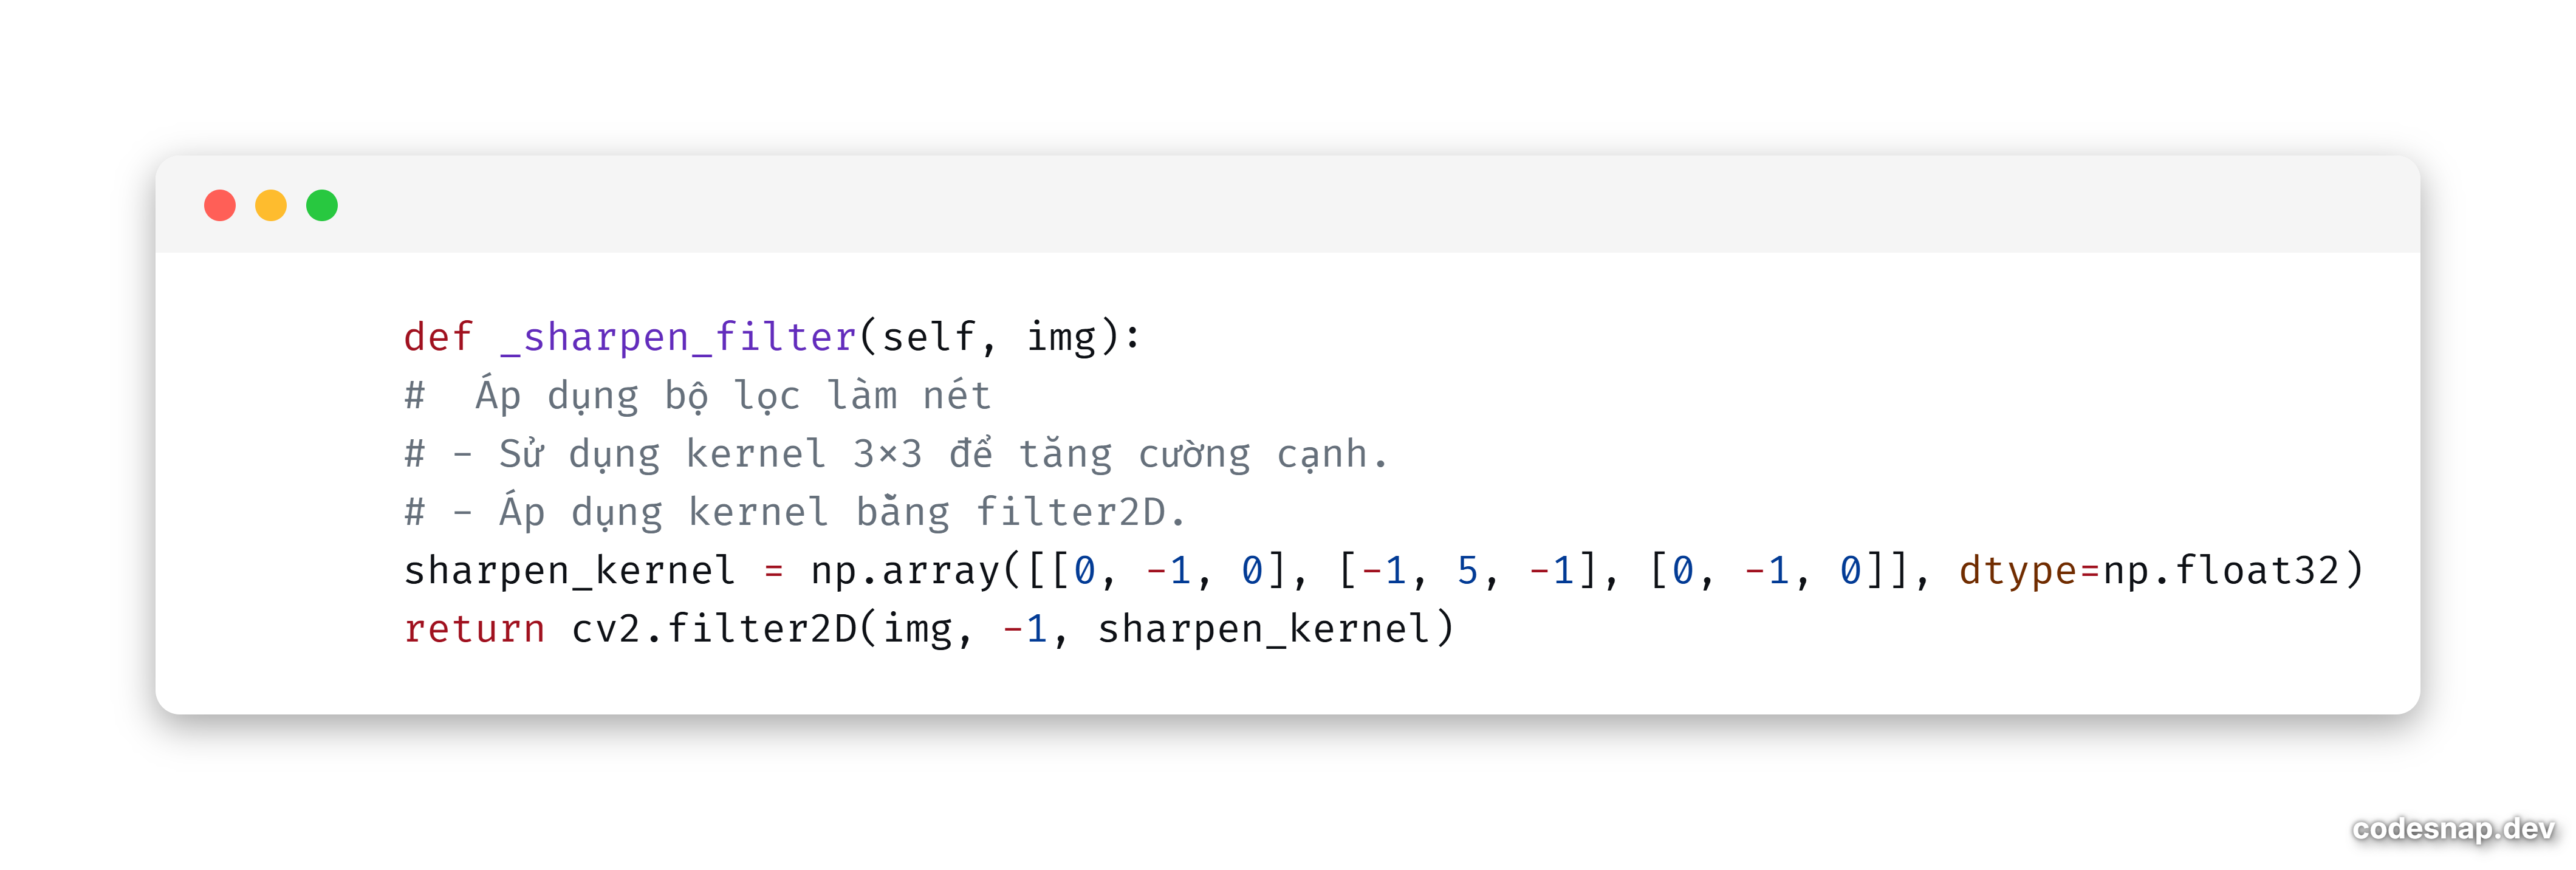 def _sharpen_filter(self, img):
#  Áp dụng bộ lọc làm nét
# - Sử dụng kernel 3×3 để tăng cường cạnh.
# - Áp dụng kernel bằng filter2D.
sharpen_kernel = np.array([[0, -1, 0], [-1, 5, -1], [0, -1, 0]], dtype=np.float32)
return cv2.filter2D(img, -1, sharpen_kernel)
codesnap.dev